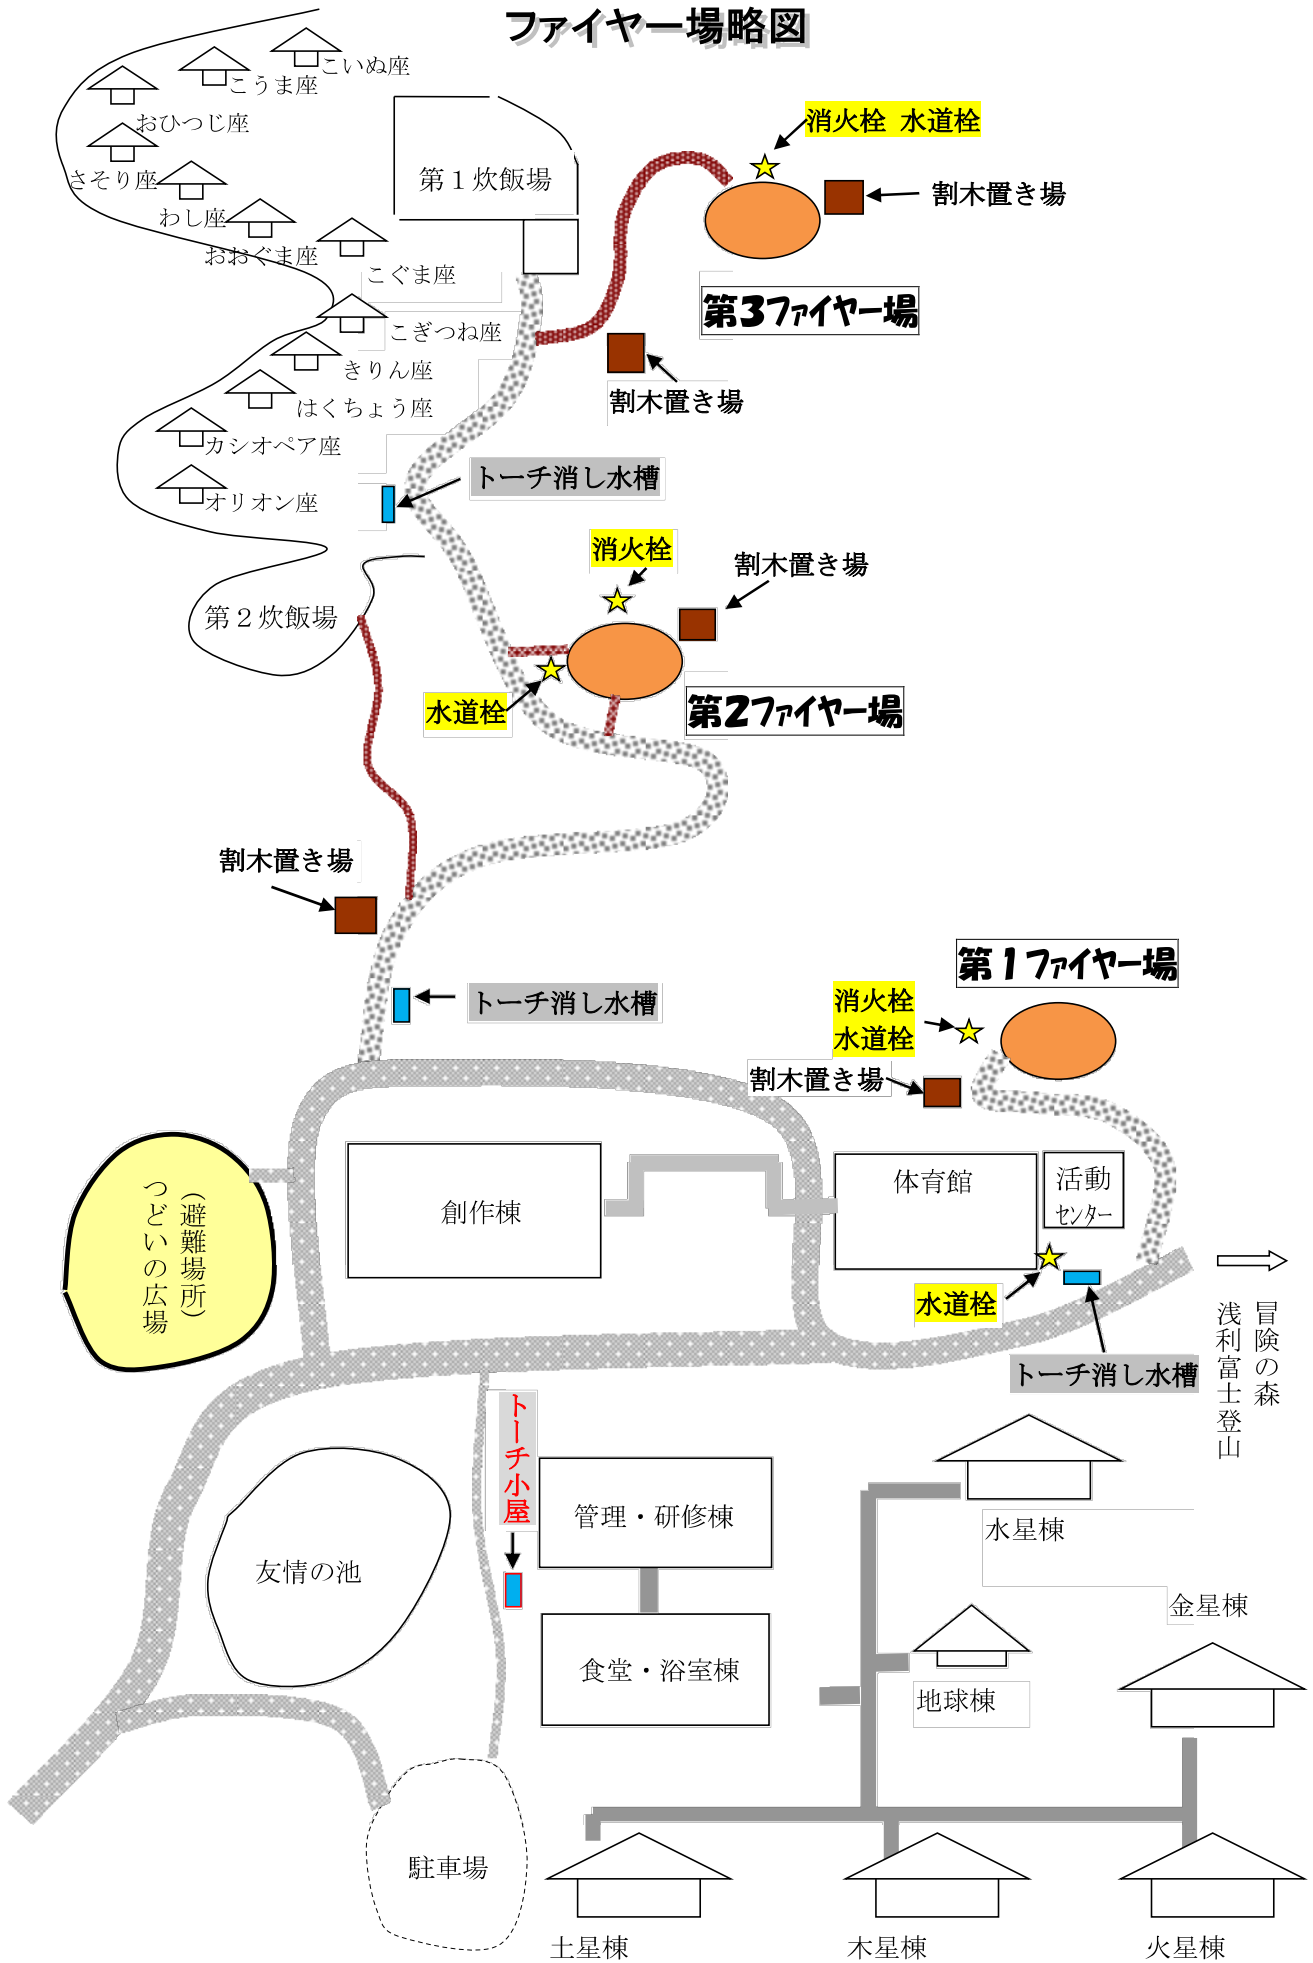 ファイヤー場略図
こいぬ座
こうま座
おひつじ座
さそり座
わし座
おおぐま座
こぐま座
こぎつね座
きりん座
はくちょう座
カシオペア座
オリオン座
第１炊飯場
消火栓 水道栓
割木置き場
第3ファイヤー場
割木置き場
トーチ消し水槽
消火栓
割木置き場
第２炊飯場
水道栓
第2ファイヤー場
割木置き場
トーチ消し水槽
第1ファイヤー場
消火栓
水道栓
割木置き場
体育館
活動
センター
創作棟
（避難場所）
つどいの広場
水道栓
トーチ消し水槽
冒険の森
浅利富士登山
トーチ小屋
管理・研修棟
友情の池
食堂・浴室棟
水星棟
金星棟
地球棟
駐車場
土星棟
木星棟
火星棟